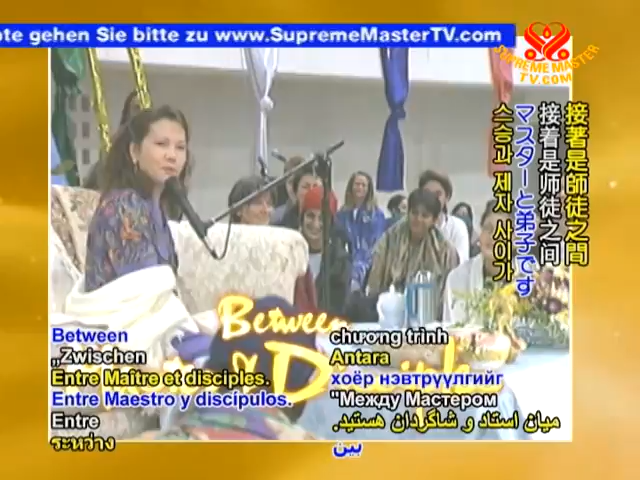 ote gehen Sie bitte zu www.SupremeMasterTV.com
SUPREME MASTER
TV.COM
接著是師徒之間
接着是师徒之间
マスターと弟子です
스승과 제자 사이가
Between
Between
„Zwischen
Entre Maître et disciples.
Entre Maestro y discípulos.
Entre
ระหว่าง
chương trình
Antara
хоёр нэвтрүүлгийг
"Между Мастером
میان استاد و شاگردان هستید.
بين